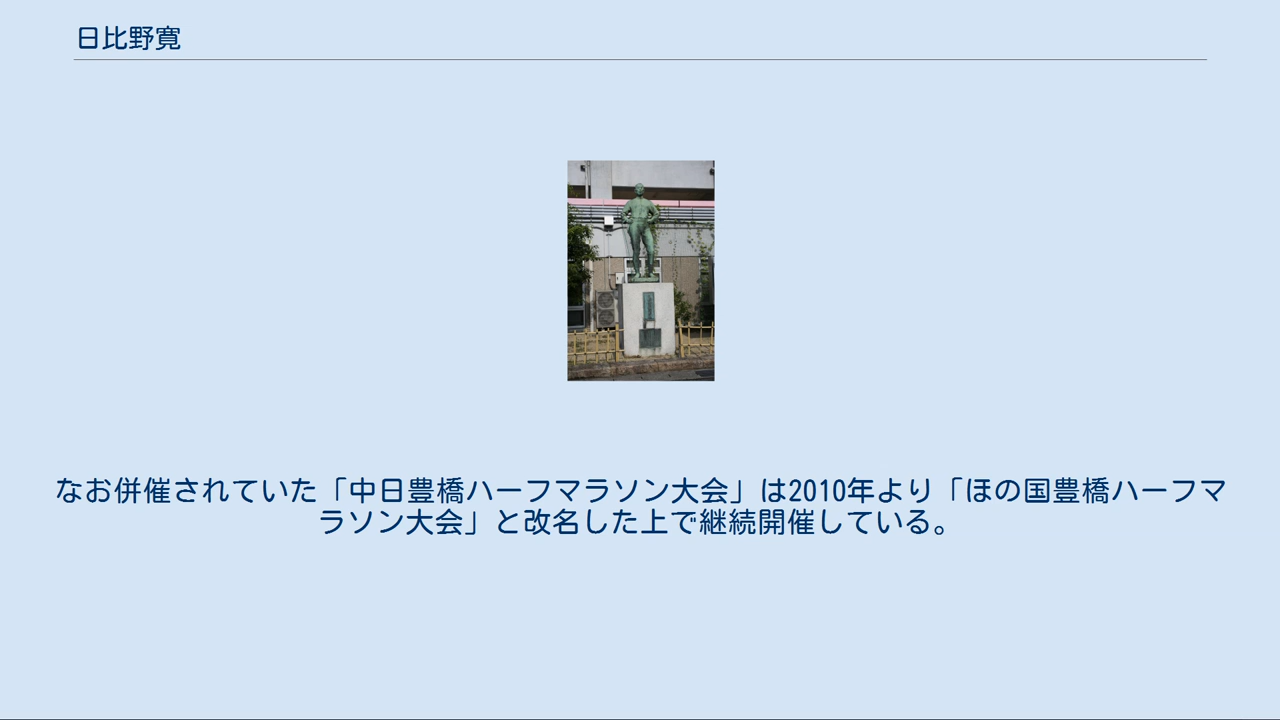 日比野寛
なお併催されていた「中日豊橋ハーフマラソン大会」は2010年より「ほの国豊橋ハーフマ
ラソン大会」と改名した上で継続開催している。